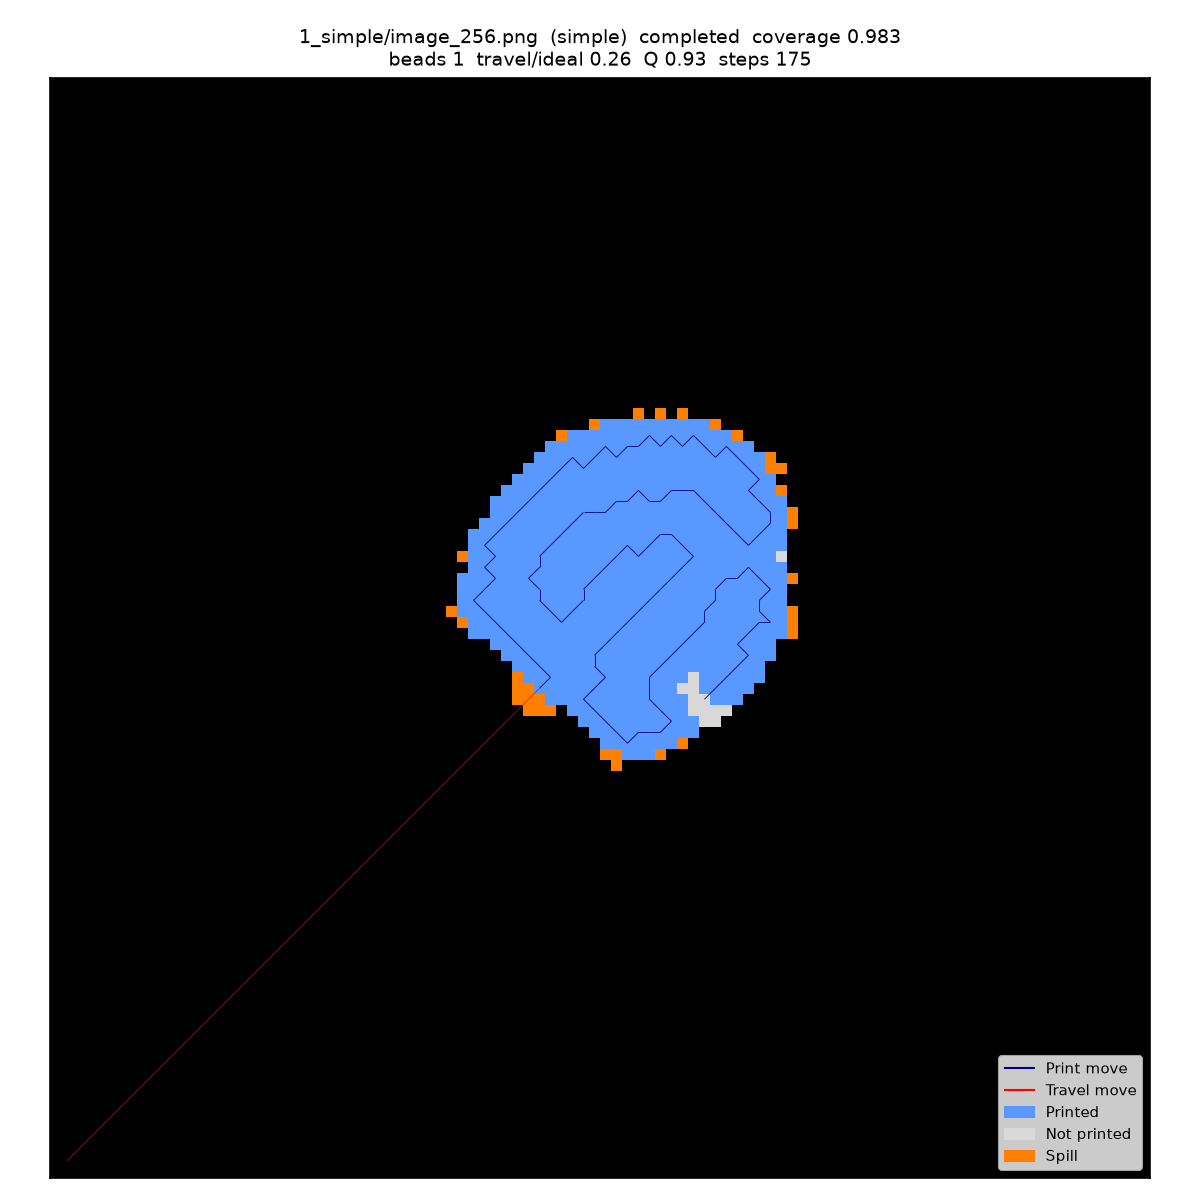 1_simple/image_256.png  (simple)  completed  coverage 0.983
beads 1  travel/ideal 0.26  Q 0.93  steps 175
Print move
Travel move
Printed
Not printed
Spill